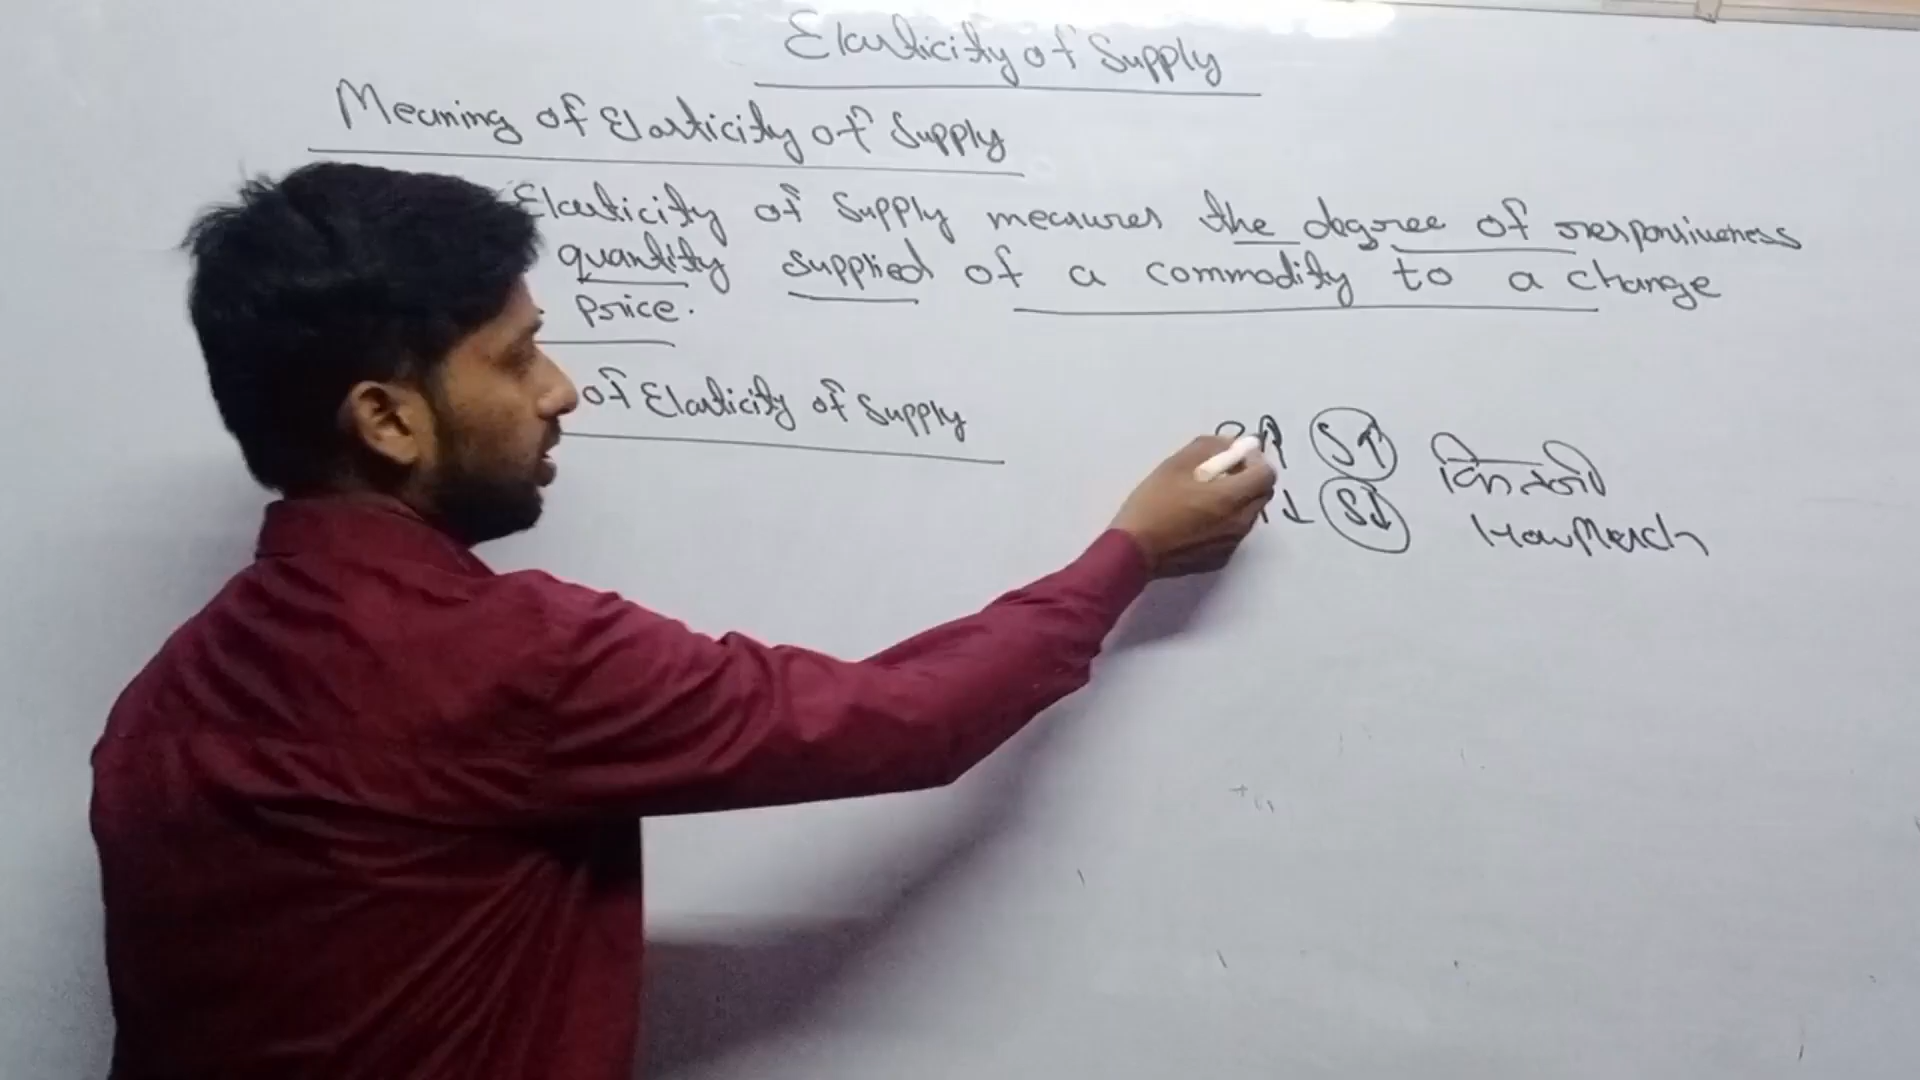 Elasticity of Supply
Meaning of Elasticity of Supply
Elasticity of Supply measures the degree of responsiveness
quantity supplied of a commodity to a change
Price.
of Elasticity of Supply
P↑ S↑ कितनी
↓ S↓ How Much